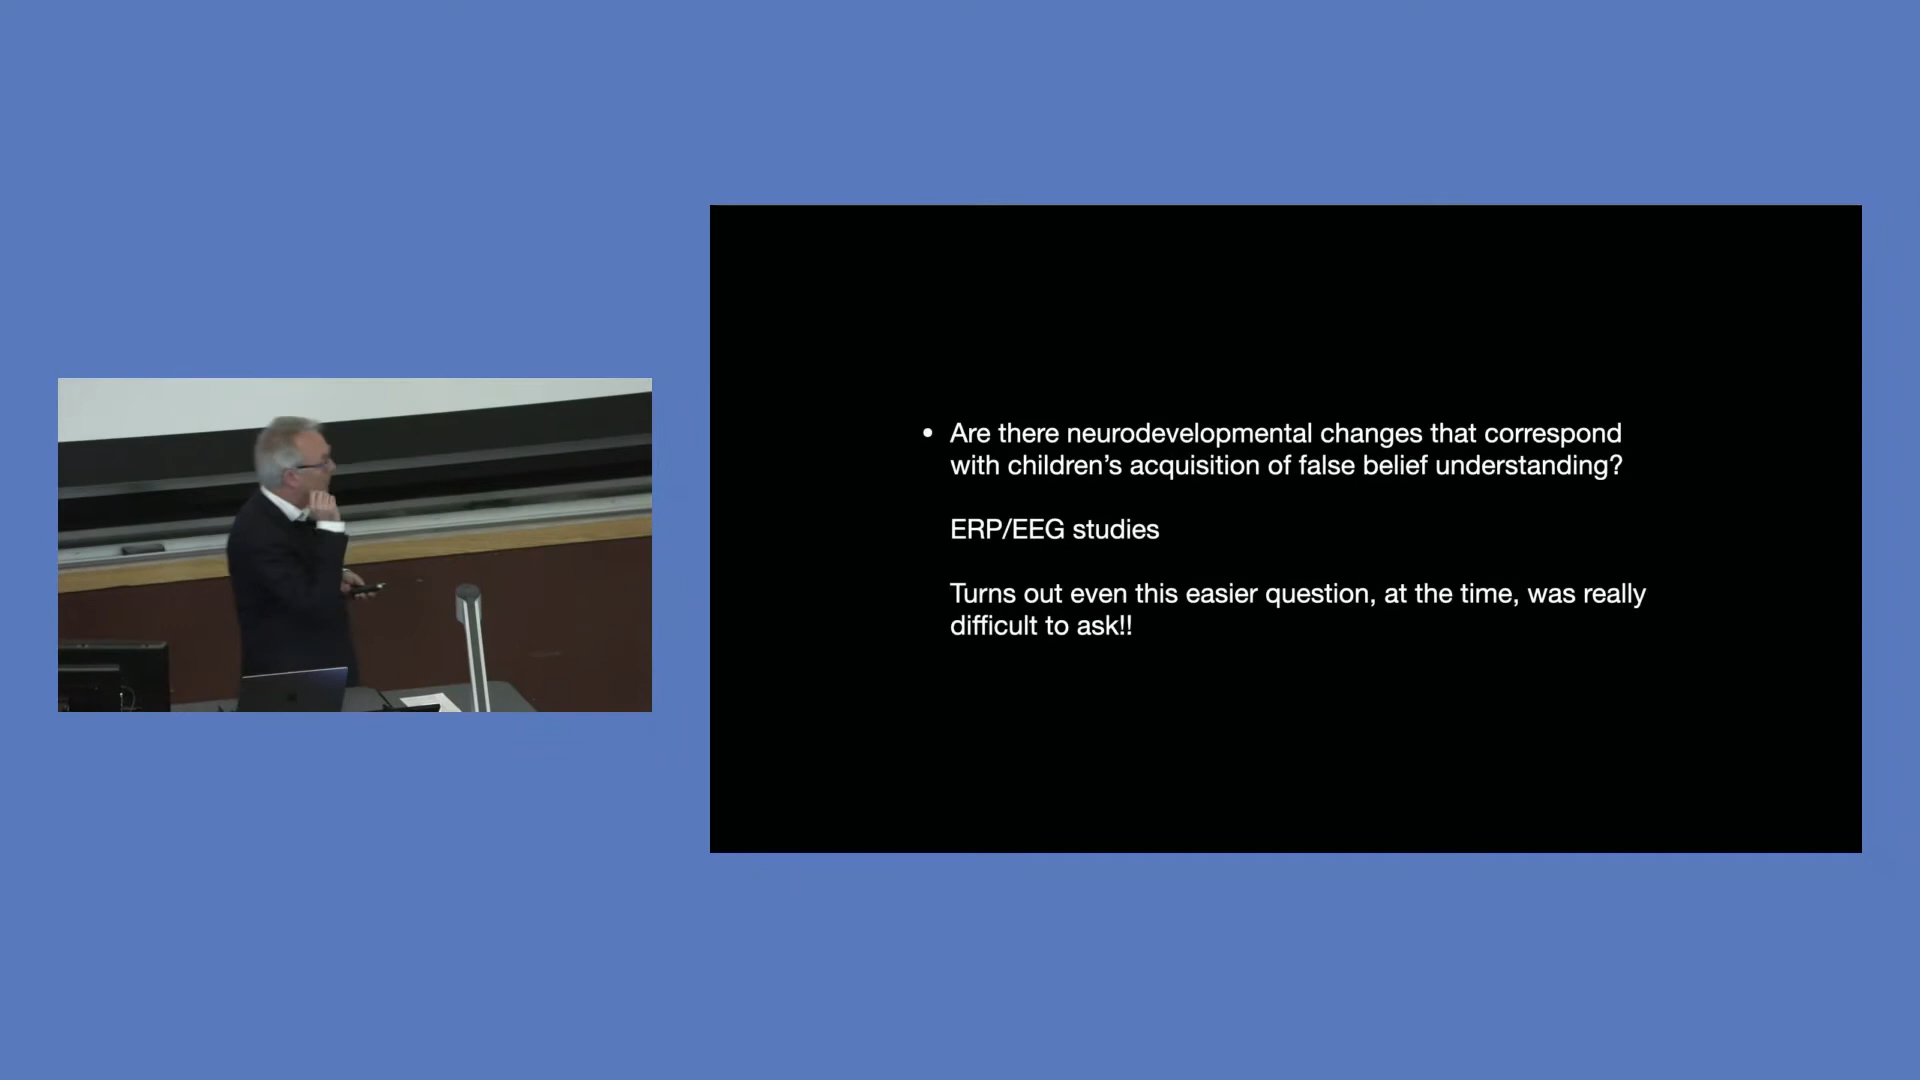 • Are there neurodevelopmental changes that correspond
with children’s acquisition of false belief understanding?
ERP/EEG studies
Turns out even this easier question, at the time, was really
difficult to ask!!